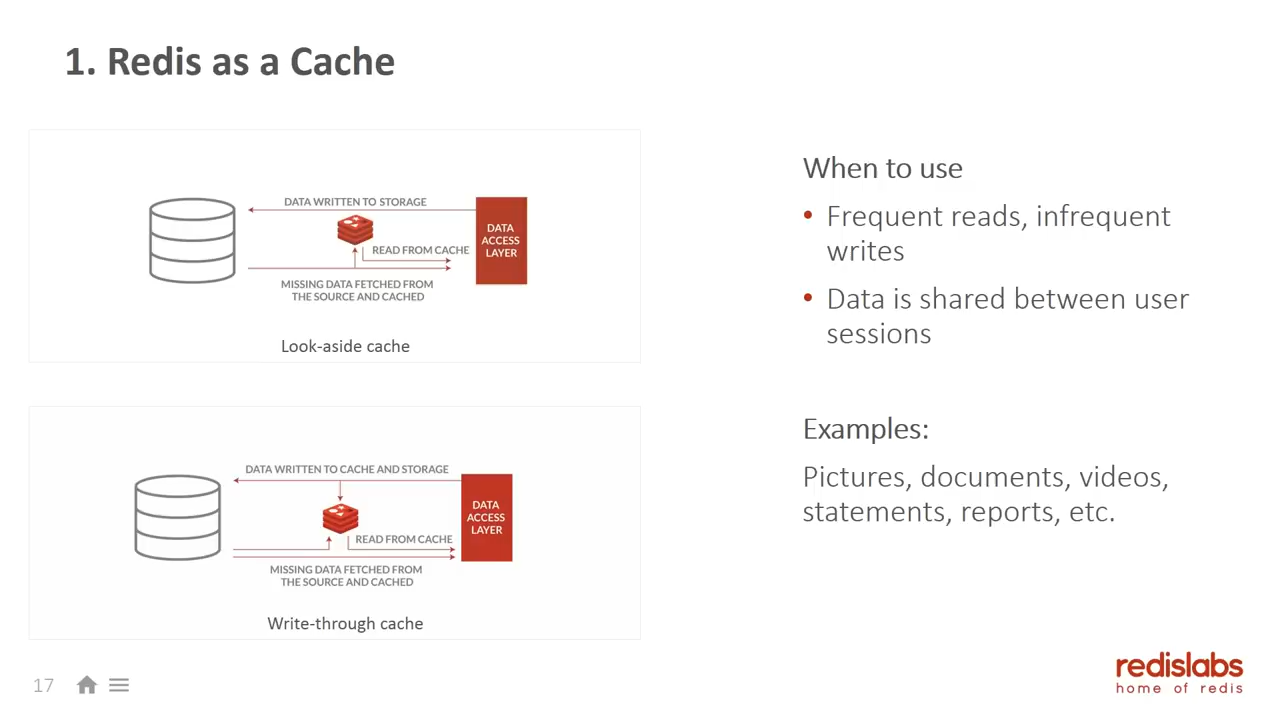 1. Redis as a Cache
DATA WRITTEN TO STORAGE
DATA
ACCESS
LAYER
READ FROM CACHE
MISSING DATA FETCHED FROM
THE SOURCE AND CACHED
Look-aside cache
DATA WRITTEN TO CACHE AND STORAGE
DATA
ACCESS
LAYER
READ FROM CACHE
MISSING DATA FETCHED FROM
THE SOURCE AND CACHED
Write-through cache
When to use
• Frequent reads, infrequent
writes
• Data is shared between user
sessions
Examples:
Pictures, documents, videos,
statements, reports, etc.
17
redislabs
home of redis